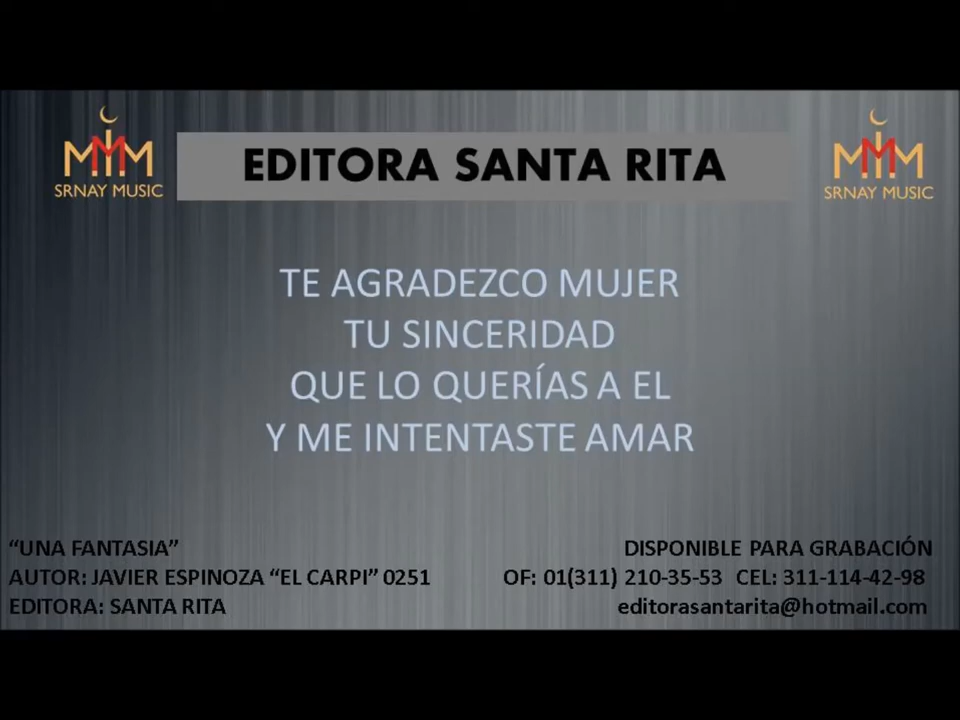 MMM
SRNAY MUSIC
EDITORA SANTA RITA
MMM
SRNAY MUSIC
TE AGRADEZCO MUJER
TU SINCERIDAD
QUE LO QUERÍAS A EL
Y ME INTENTASTE AMAR
“UNA FANTASIA”
AUTOR: JAVIER ESPINOZA “EL CARPI” 0251
EDITORA: SANTA RITA
DISPONIBLE PARA GRABACIÓN
OF: 01(311) 210-35-53 CEL: 311-114-42-98
editorasantarita@hotmail.com